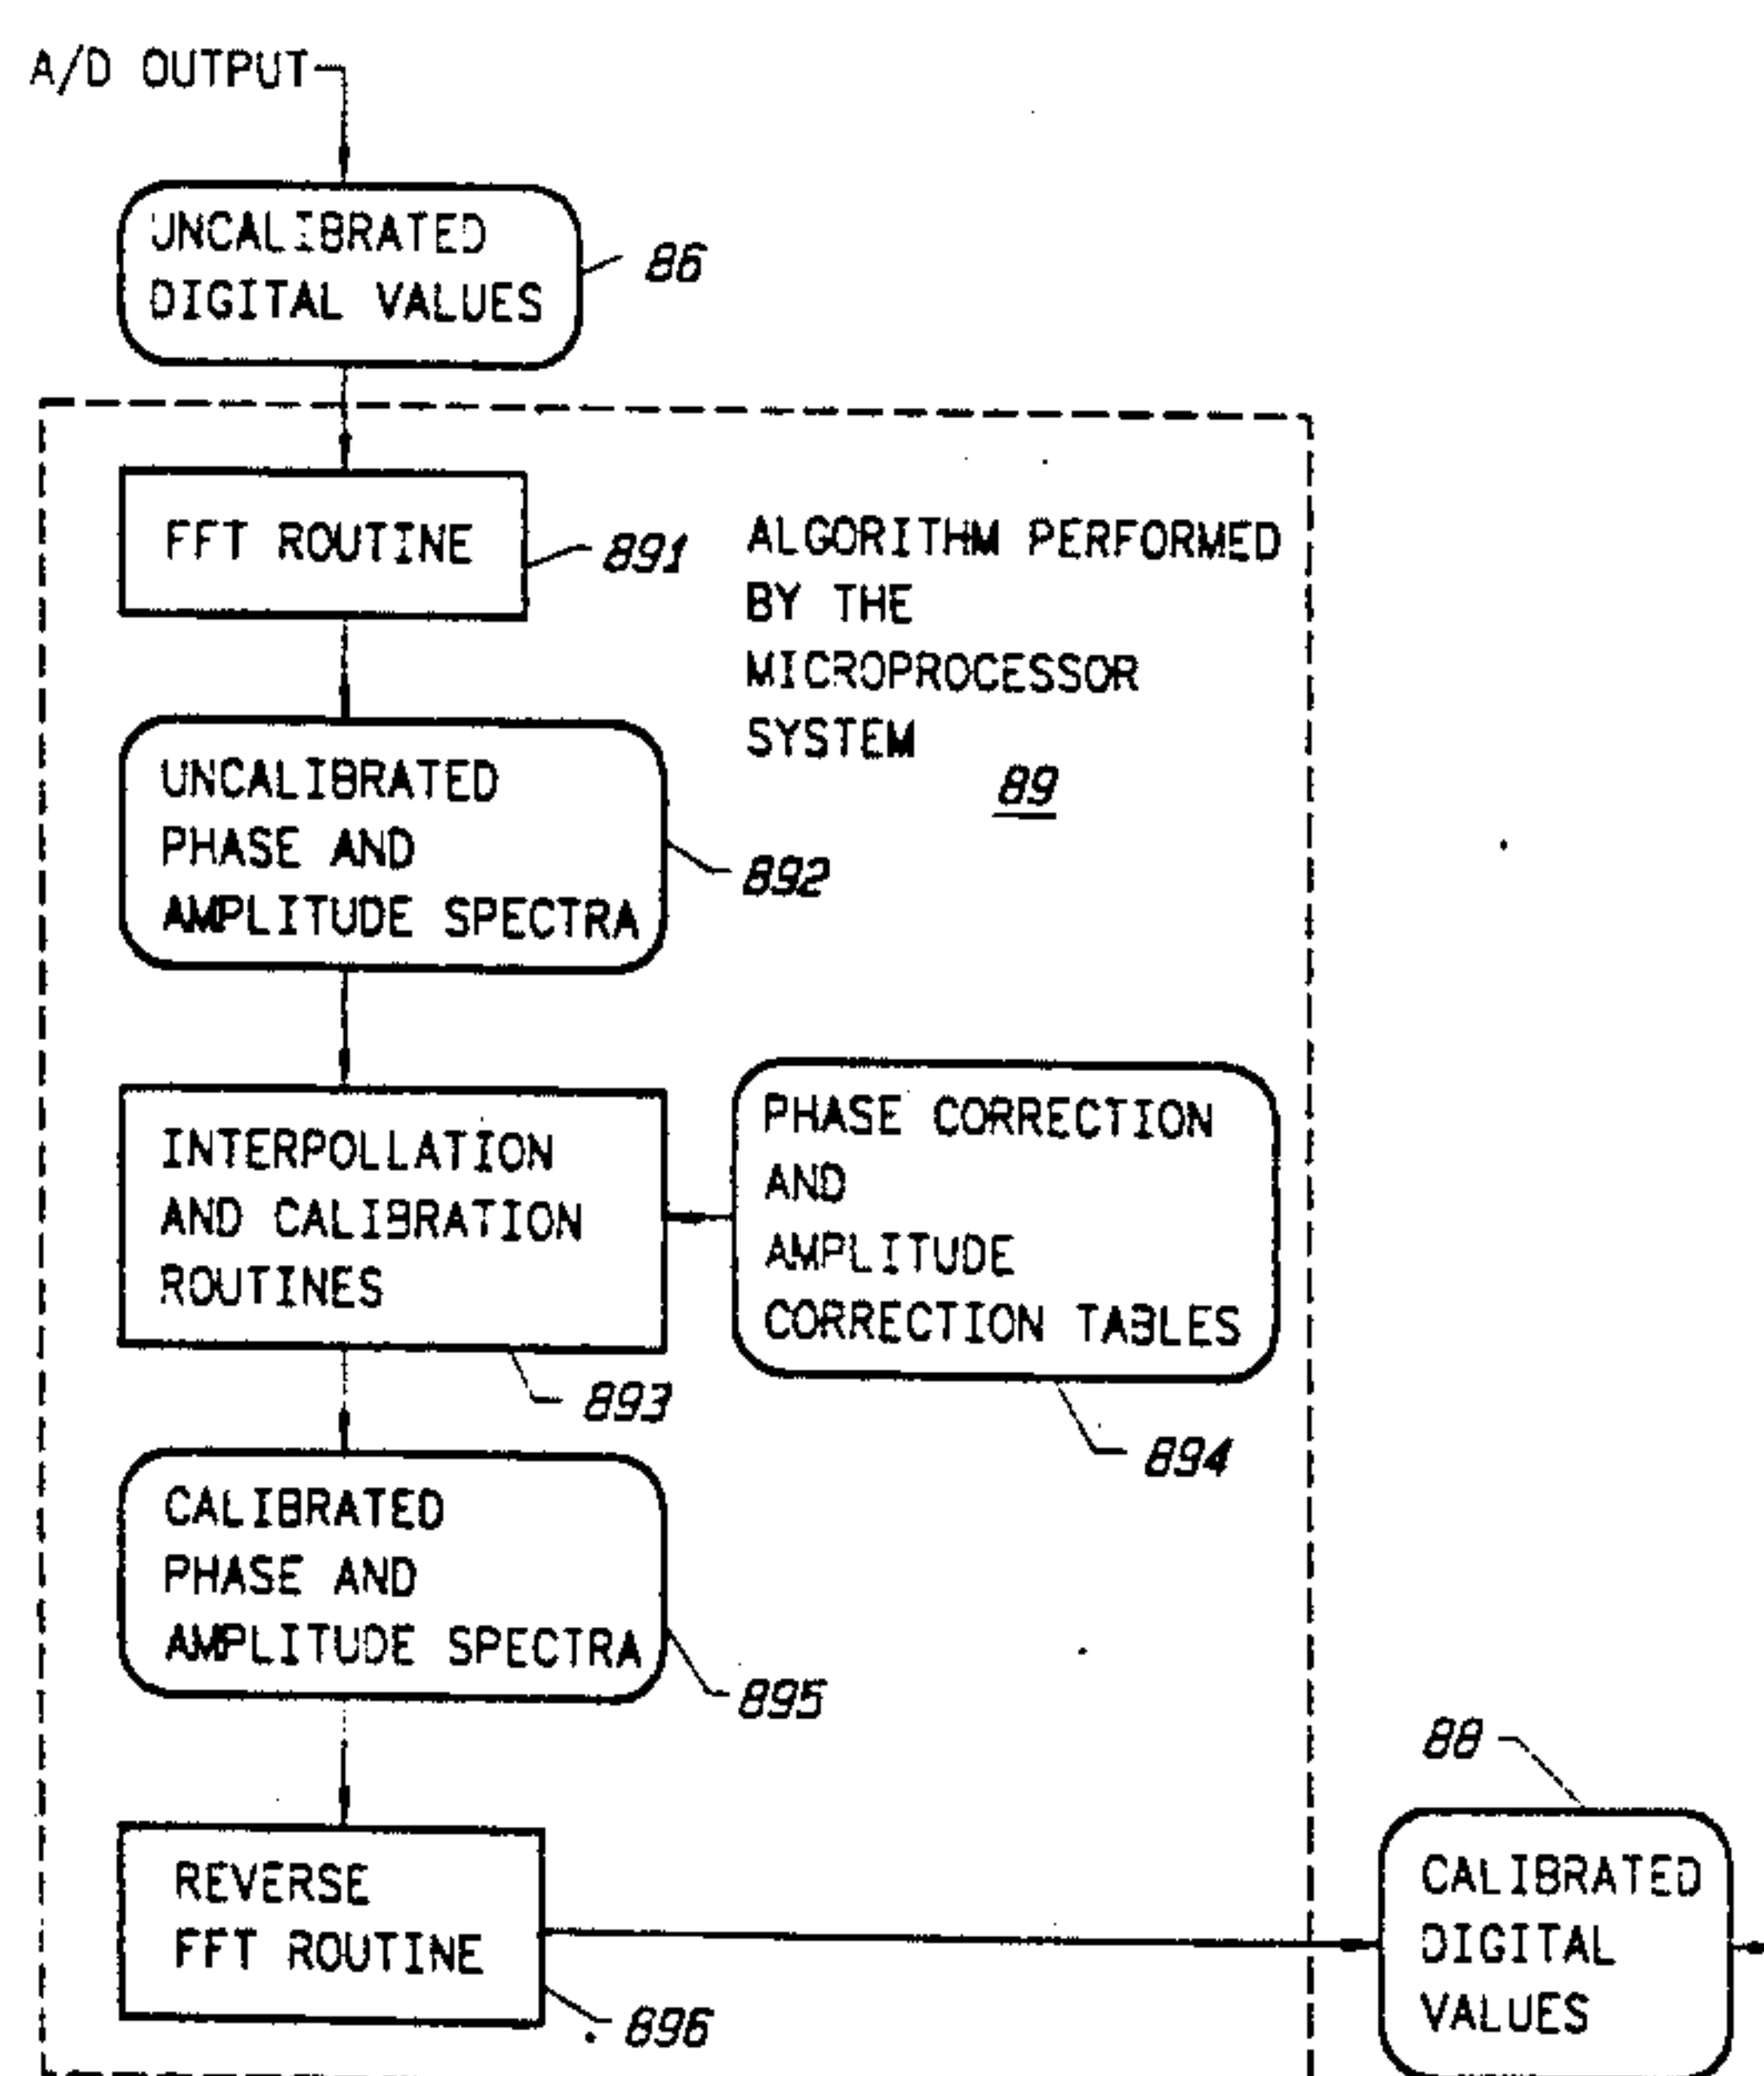 A/D OUTPUT
UNCALIBRATED
DIGITAL VALUES
86
FFT ROUTINE
891
ALGORITHM PERFORMED
BY THE
MICROPROCESSOR
SYSTEM
89
UNCALIBRATED
PHASE AND
AMPLITUDE SPECTRA
892
INTERPOLLATION
AND CALIBRATION
ROUTINES
893
PHASE CORRECTION
AND
AMPLITUDE
CORRECTION TABLES
894
CALIBRATED
PHASE AND
AMPLITUDE SPECTRA
895
REVERSE
FFT ROUTINE
896
88
CALIBRATED
DIGITAL
VALUES